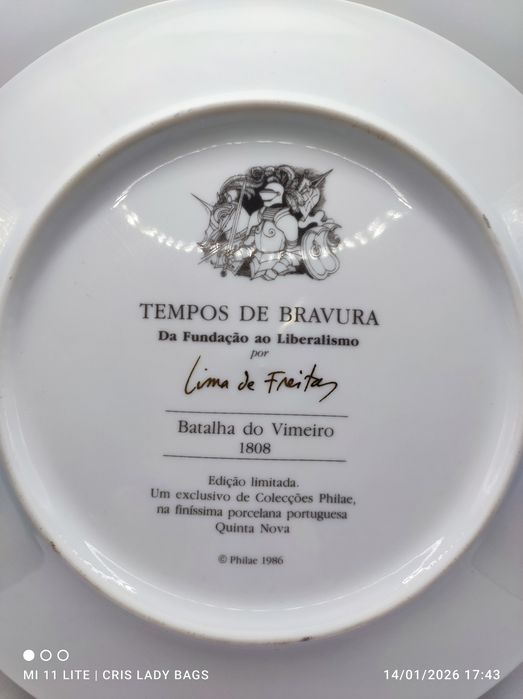 TEMPOS DE BRAVURA
Da Fundação ao Liberalismo
por
Lima de Freitas
Batalha do Vimeiro
1808
Edição limitada.
Um exclusivo de Colecções Philae,
na finíssima porcelana portuguesa
Quinta Nova
© Philae 1986
MI 11 LITE | CRIS LADY BAGS
14/01/2026 17:43